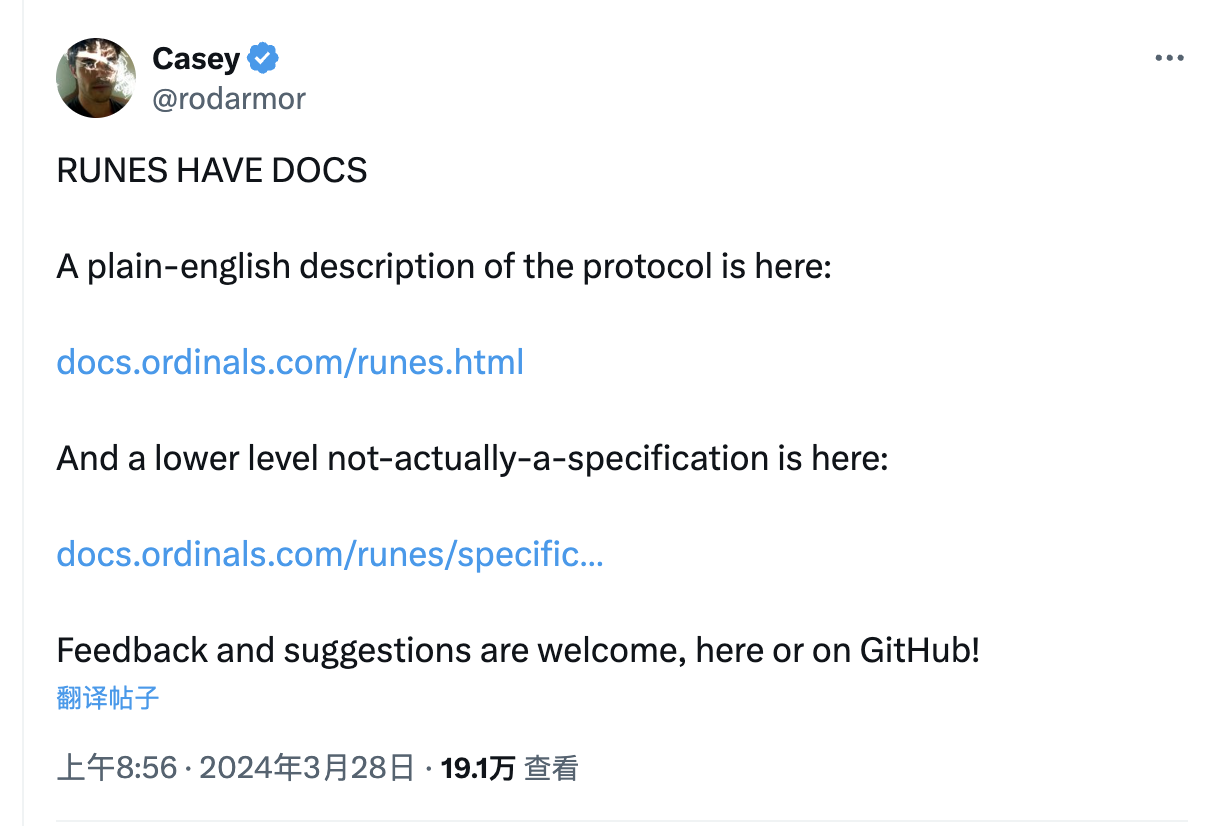 Casey
@rodarmor
RUNES HAVE DOCS
A plain-english description of the protocol is here:
docs.ordinals.com/runes.html
And a lower level not-actually-a-specification is here:
docs.ordinals.com/runes/specific...
Feedback and suggestions are welcome, here or on GitHub!
翻译帖子
上午8:56 · 2024年3月28日 · 19.1万 查看